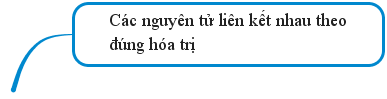 Các nguyên tử liên kết nhau theo
đúng hóa trị